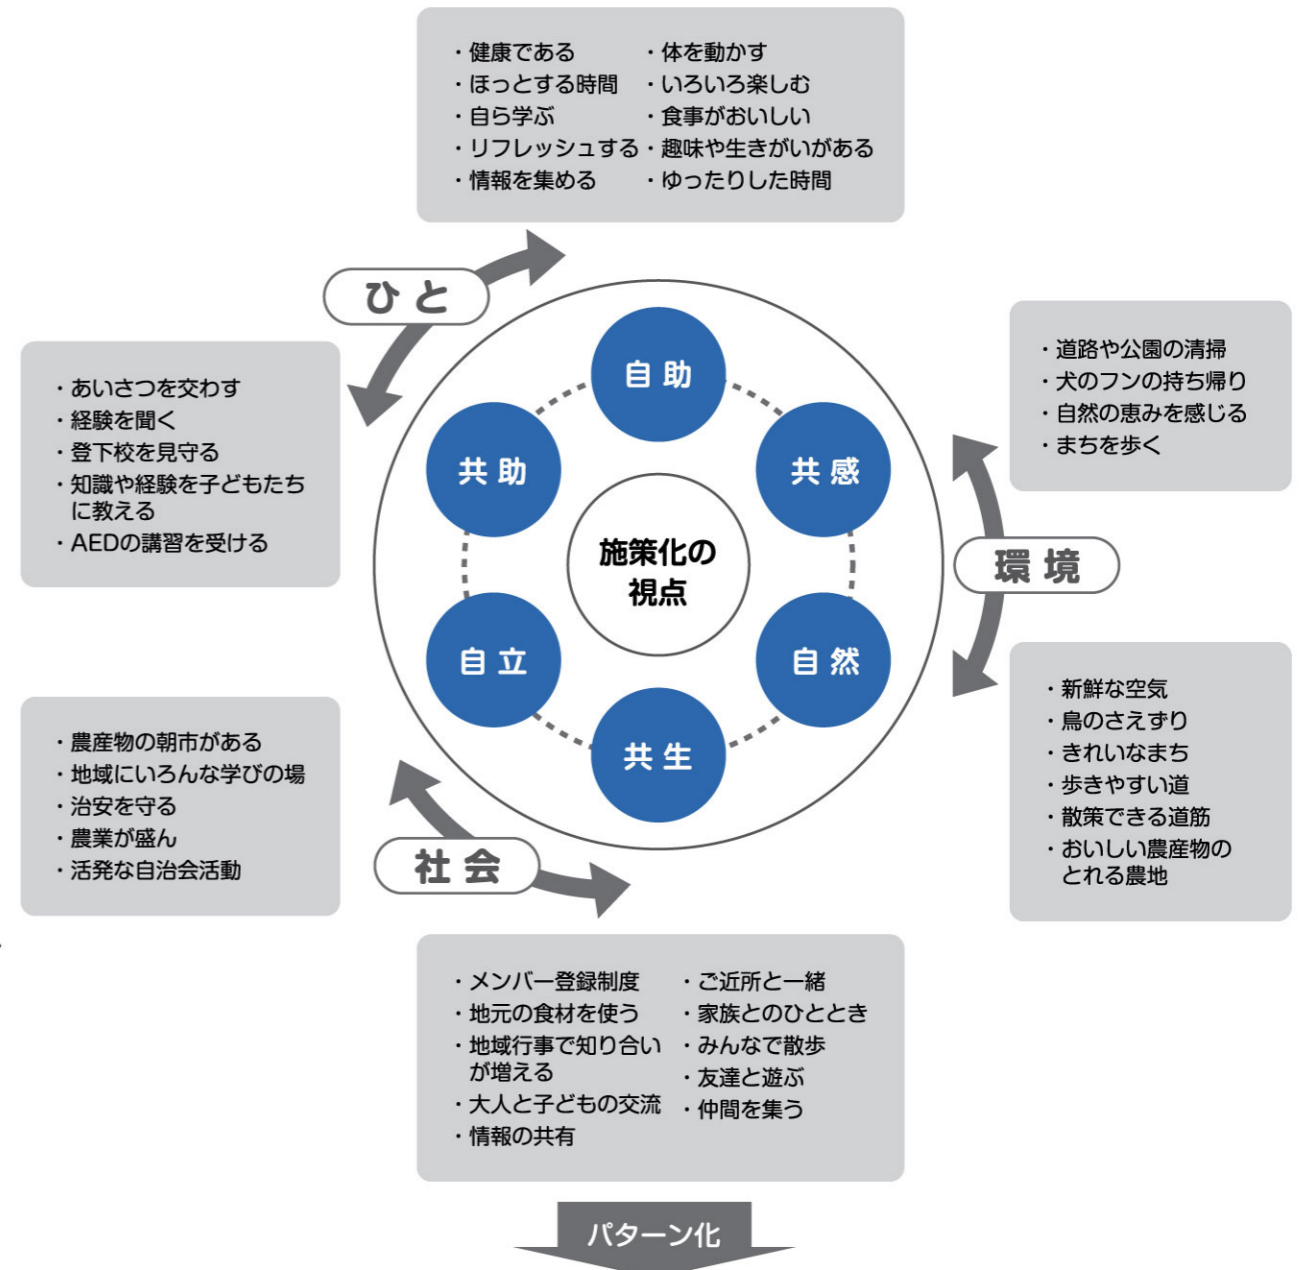 ・健康である
・ほっとする時間
・自ら学ぶ
・リフレッシュする
・情報を集める
・体を動かす
・いろいろ楽しむ
・食事がおいしい
・趣味や生きがいがある
・ゆったりした時間
ひと
・あいさつを交わす
・経験を聞く
・登下校を見守る
・知識や経験を子どもたち
に教える
・AEDの講習を受ける
自助
共助
共感
施策化の
視点
自立
自然
共生
・道路や公園の清掃
・犬のフンの持ち帰り
・自然の恵みを感じる
・まちを歩く
環境
・新鮮な空気
・鳥のさえずり
・きれいなまち
・歩きやすい道
・散策できる道筋
・おいしい農産物の
とれる農地
・農産物の朝市がある
・地域にいろんな学びの場
・治安を守る
・農業が盛ん
・活発な自治会活動
社会
・メンバー登録制度
・地元の食材を使う
・地域行事で知り合い
が増える
・大人と子どもの交流
・情報の共有
・ご近所と一緒
・家族とのひととき
・みんなで散歩
・友達と遊ぶ
・仲間を集う
パターン化